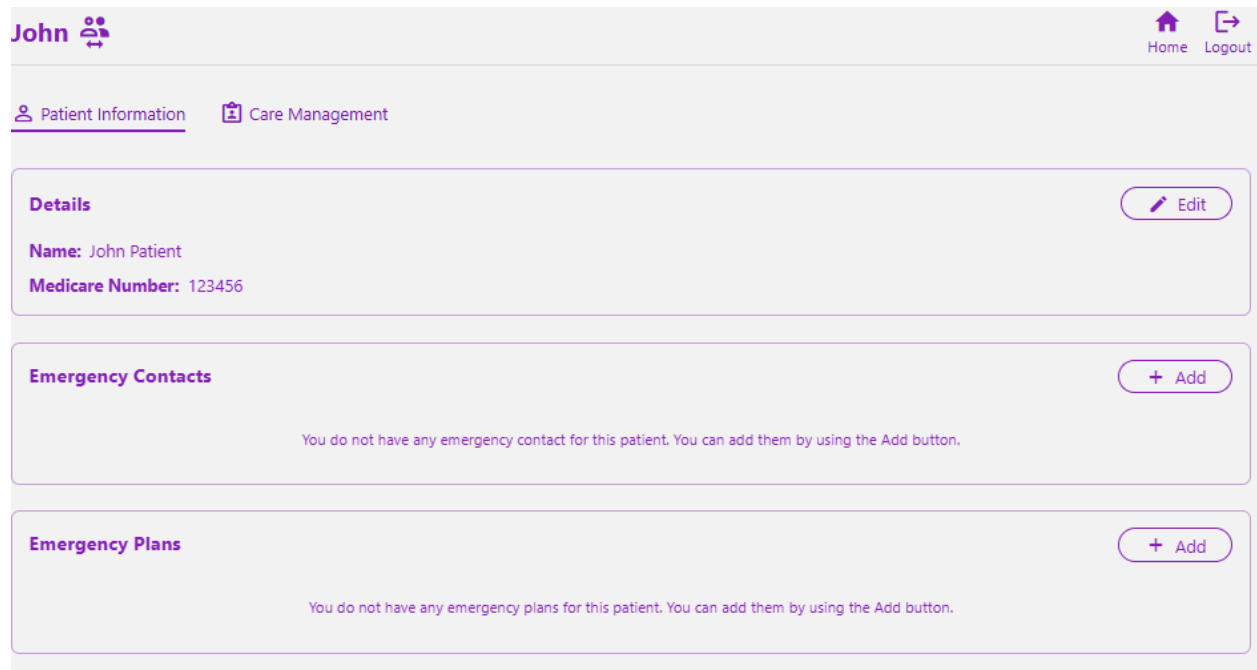 John
Home Logout
Patient Information Care Management
Details
Edit
Name: John Patient
Medicare Number: 123456
Emergency Contacts
+ Add
You do not have any emergency contact for this patient. You can add them by using the Add button.
Emergency Plans
+ Add
You do not have any emergency plans for this patient. You can add them by using the Add button.